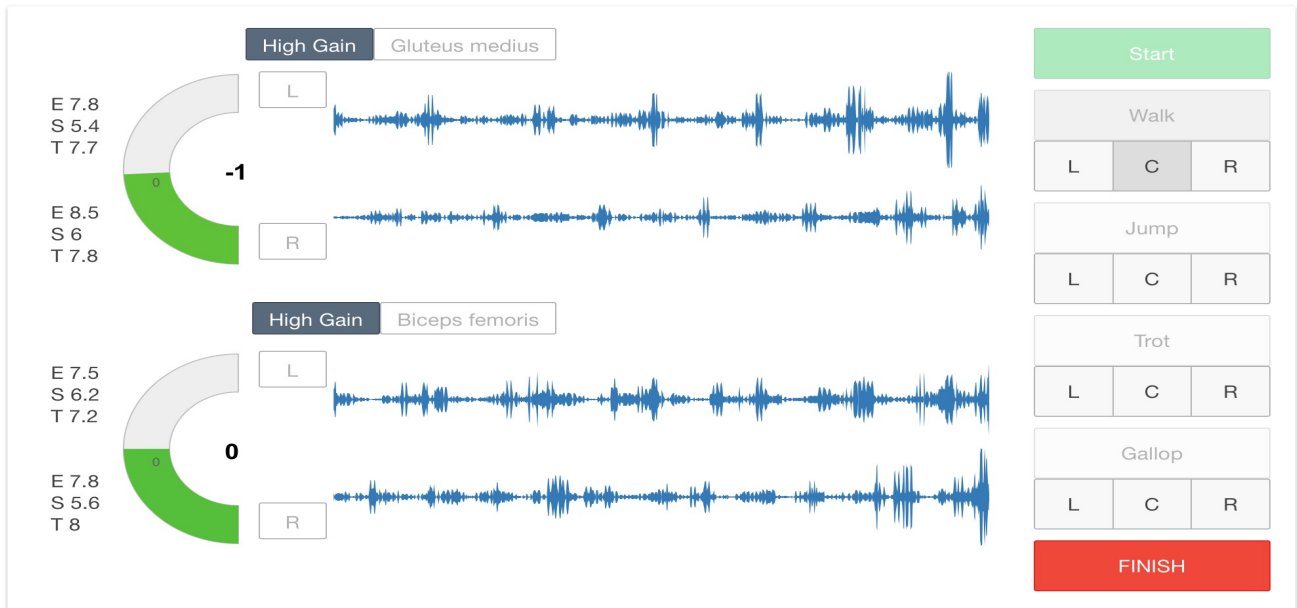 High Gain Gluteus medius
L
E 7.8
S 5.4
T 7.7
0
-1
E 8.5
S 6
T 7.8
R
High Gain Biceps femoris
L
E 7.5
S 6.2
T 7.2
0
0
E 7.8
S 5.6
T 8
R
Start
Walk
L C R
Jump
L C R
Trot
L C R
Gallop
L C R
FINISH